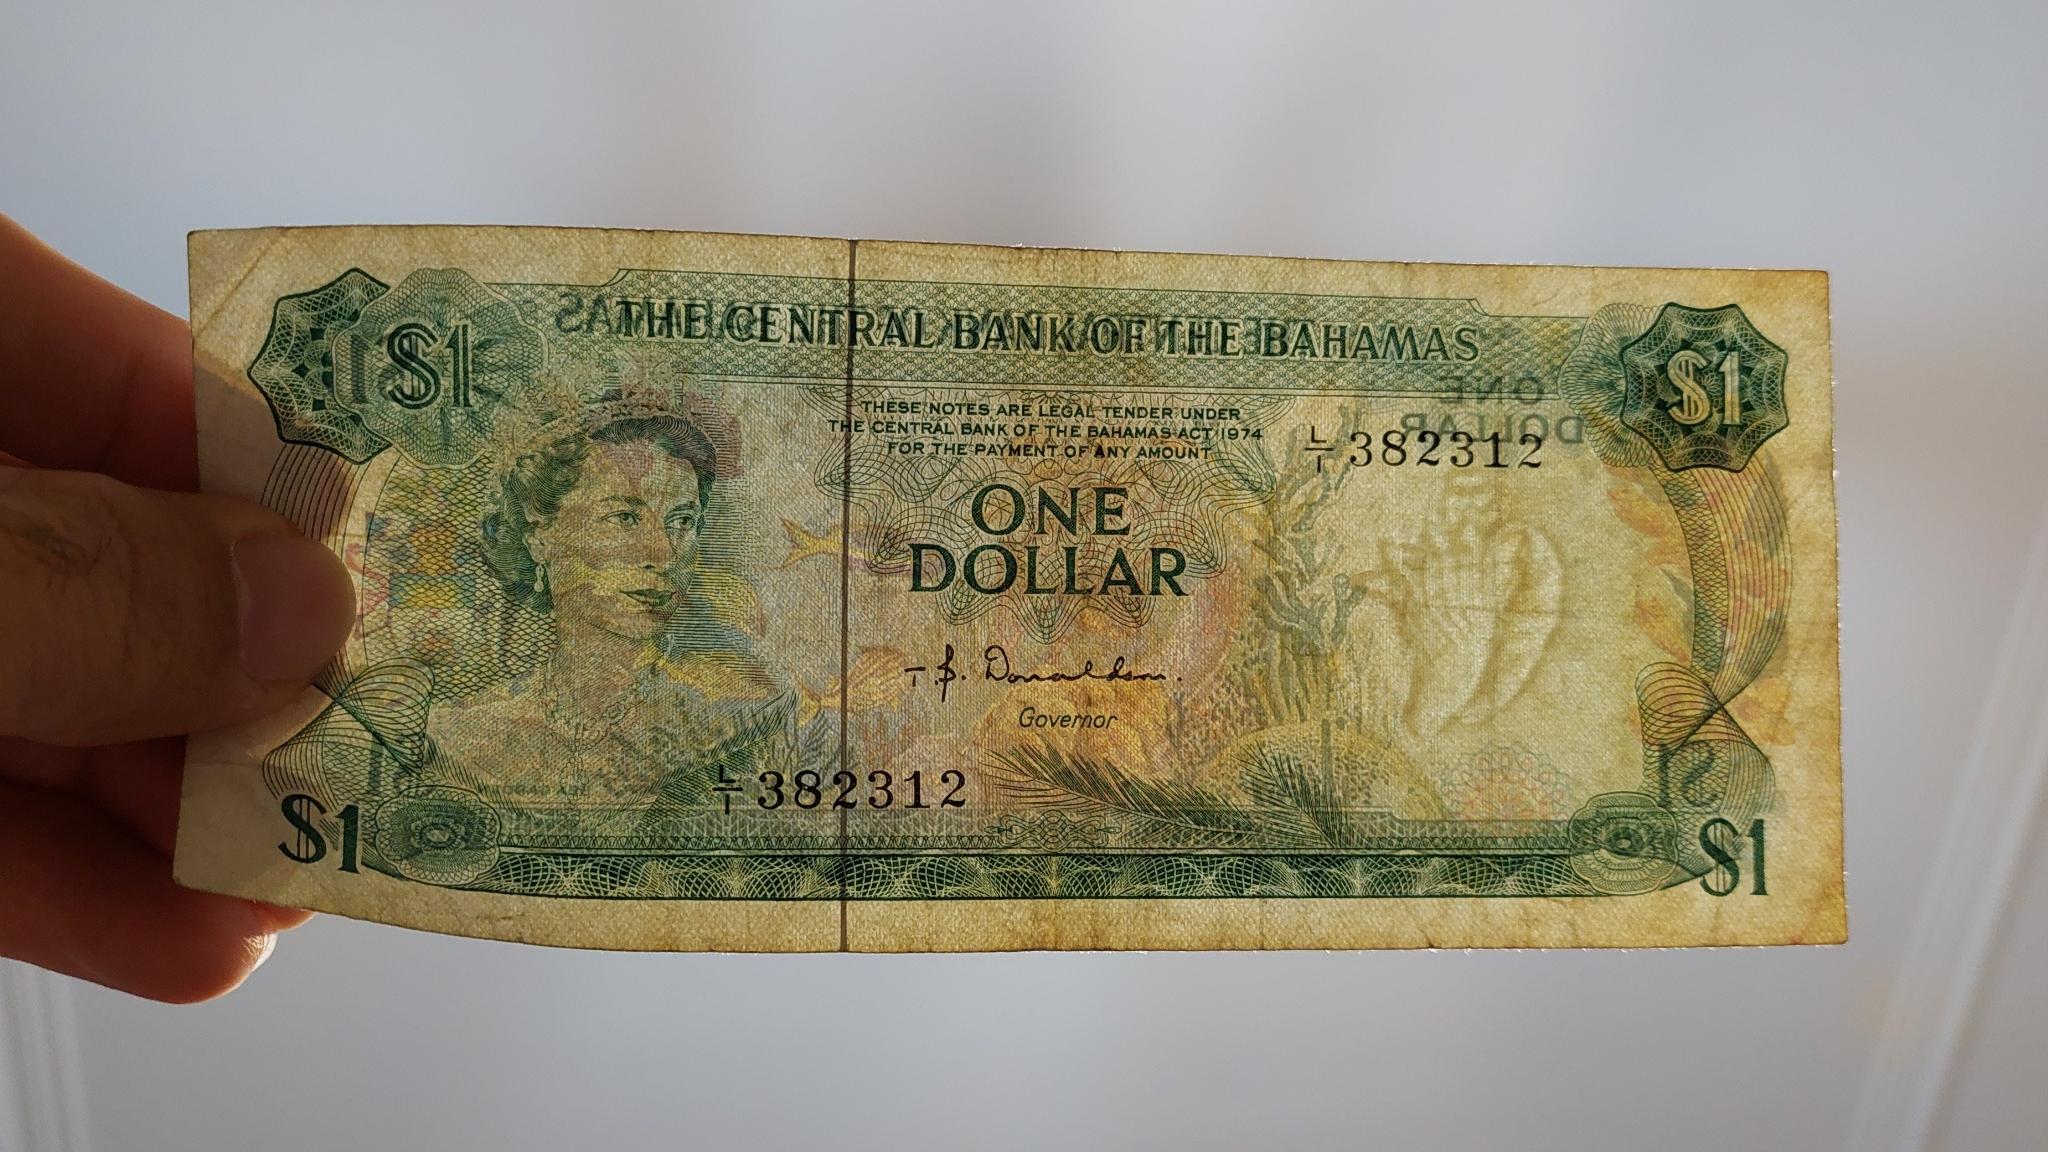 $1
THE CENTRAL BANK OF THE BAHAMAS
$1
THESE NOTES ARE LEGAL TENDER UNDER
THE CENTRAL BANK OF THE BAHAMAS ACT 1974
FOR THE PAYMENT OF ANY AMOUNT
L/1 382312
ONE
DOLLAR
T.B. Donaldson.
Governor
L/1 382312
$1
$1